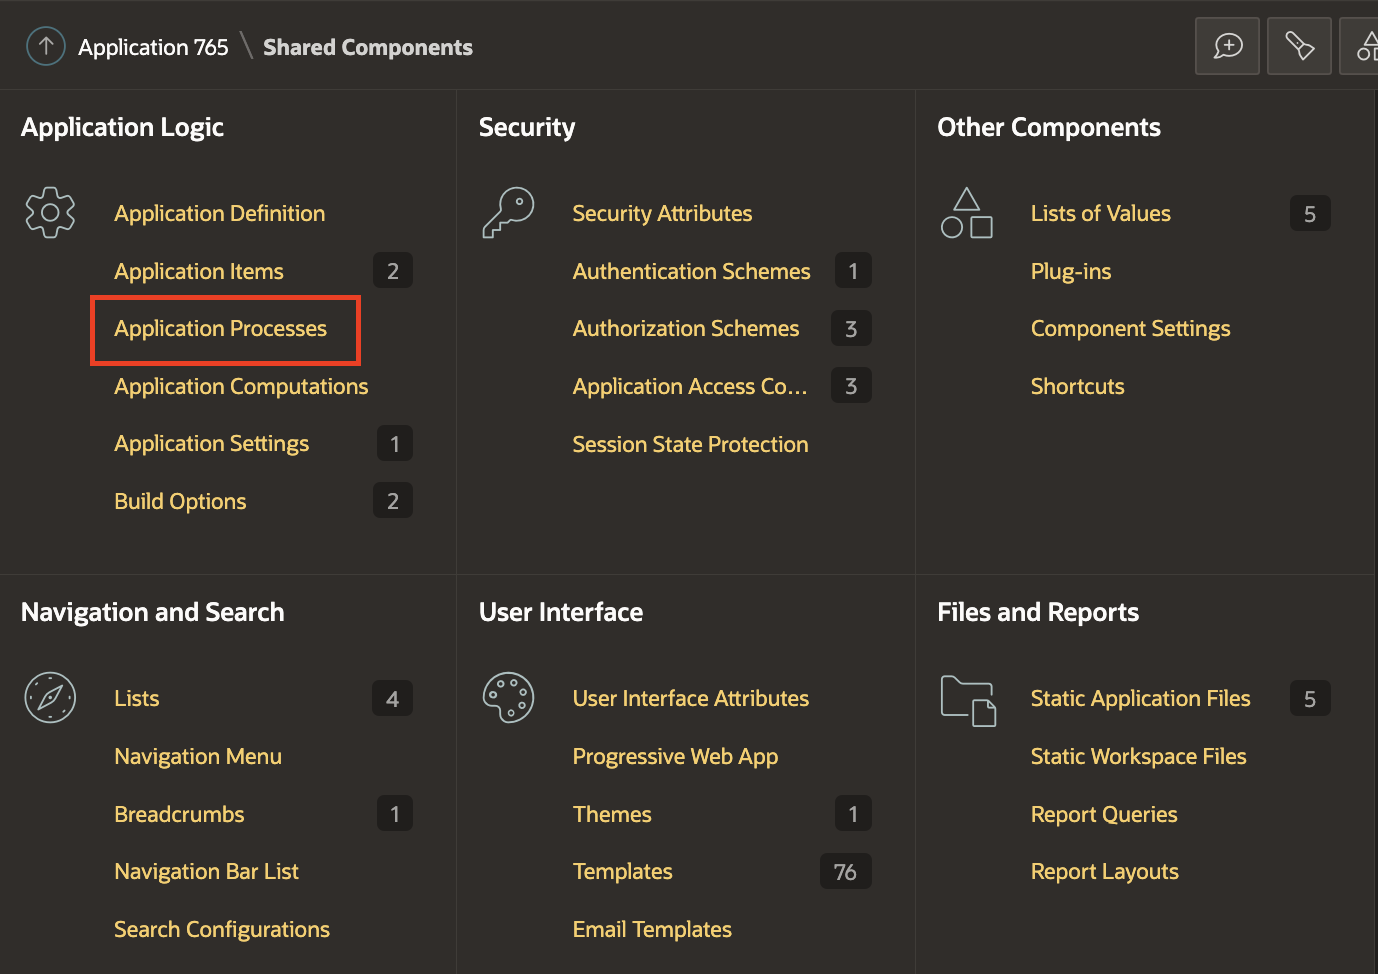 Application 765 \ Shared Components
Application Logic
Application Definition
Application Items 2
Application Processes
Application Computations
Application Settings 1
Build Options 2
Security
Security Attributes
Authentication Schemes 1
Authorization Schemes 3
Application Access Co... 3
Session State Protection
Other Components
Lists of Values 5
Plug-ins
Component Settings
Shortcuts
Navigation and Search
Lists 4
Navigation Menu
Breadcrumbs 1
Navigation Bar List
Search Configurations
User Interface
User Interface Attributes
Progressive Web App
Themes 1
Templates 76
Email Templates
Files and Reports
Static Application Files 5
Static Workspace Files
Report Queries
Report Layouts